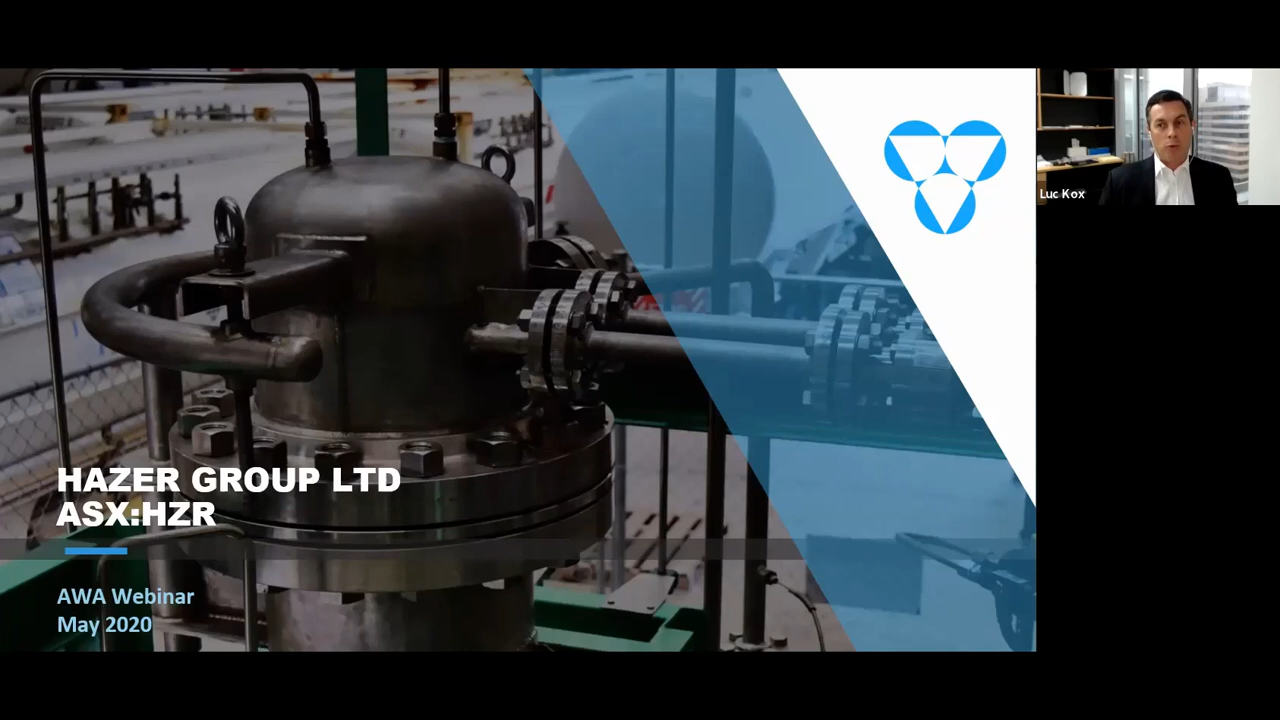 HAZER GROUP LTD
ASX:HZR
AWA Webinar
May 2020
Luc Kox